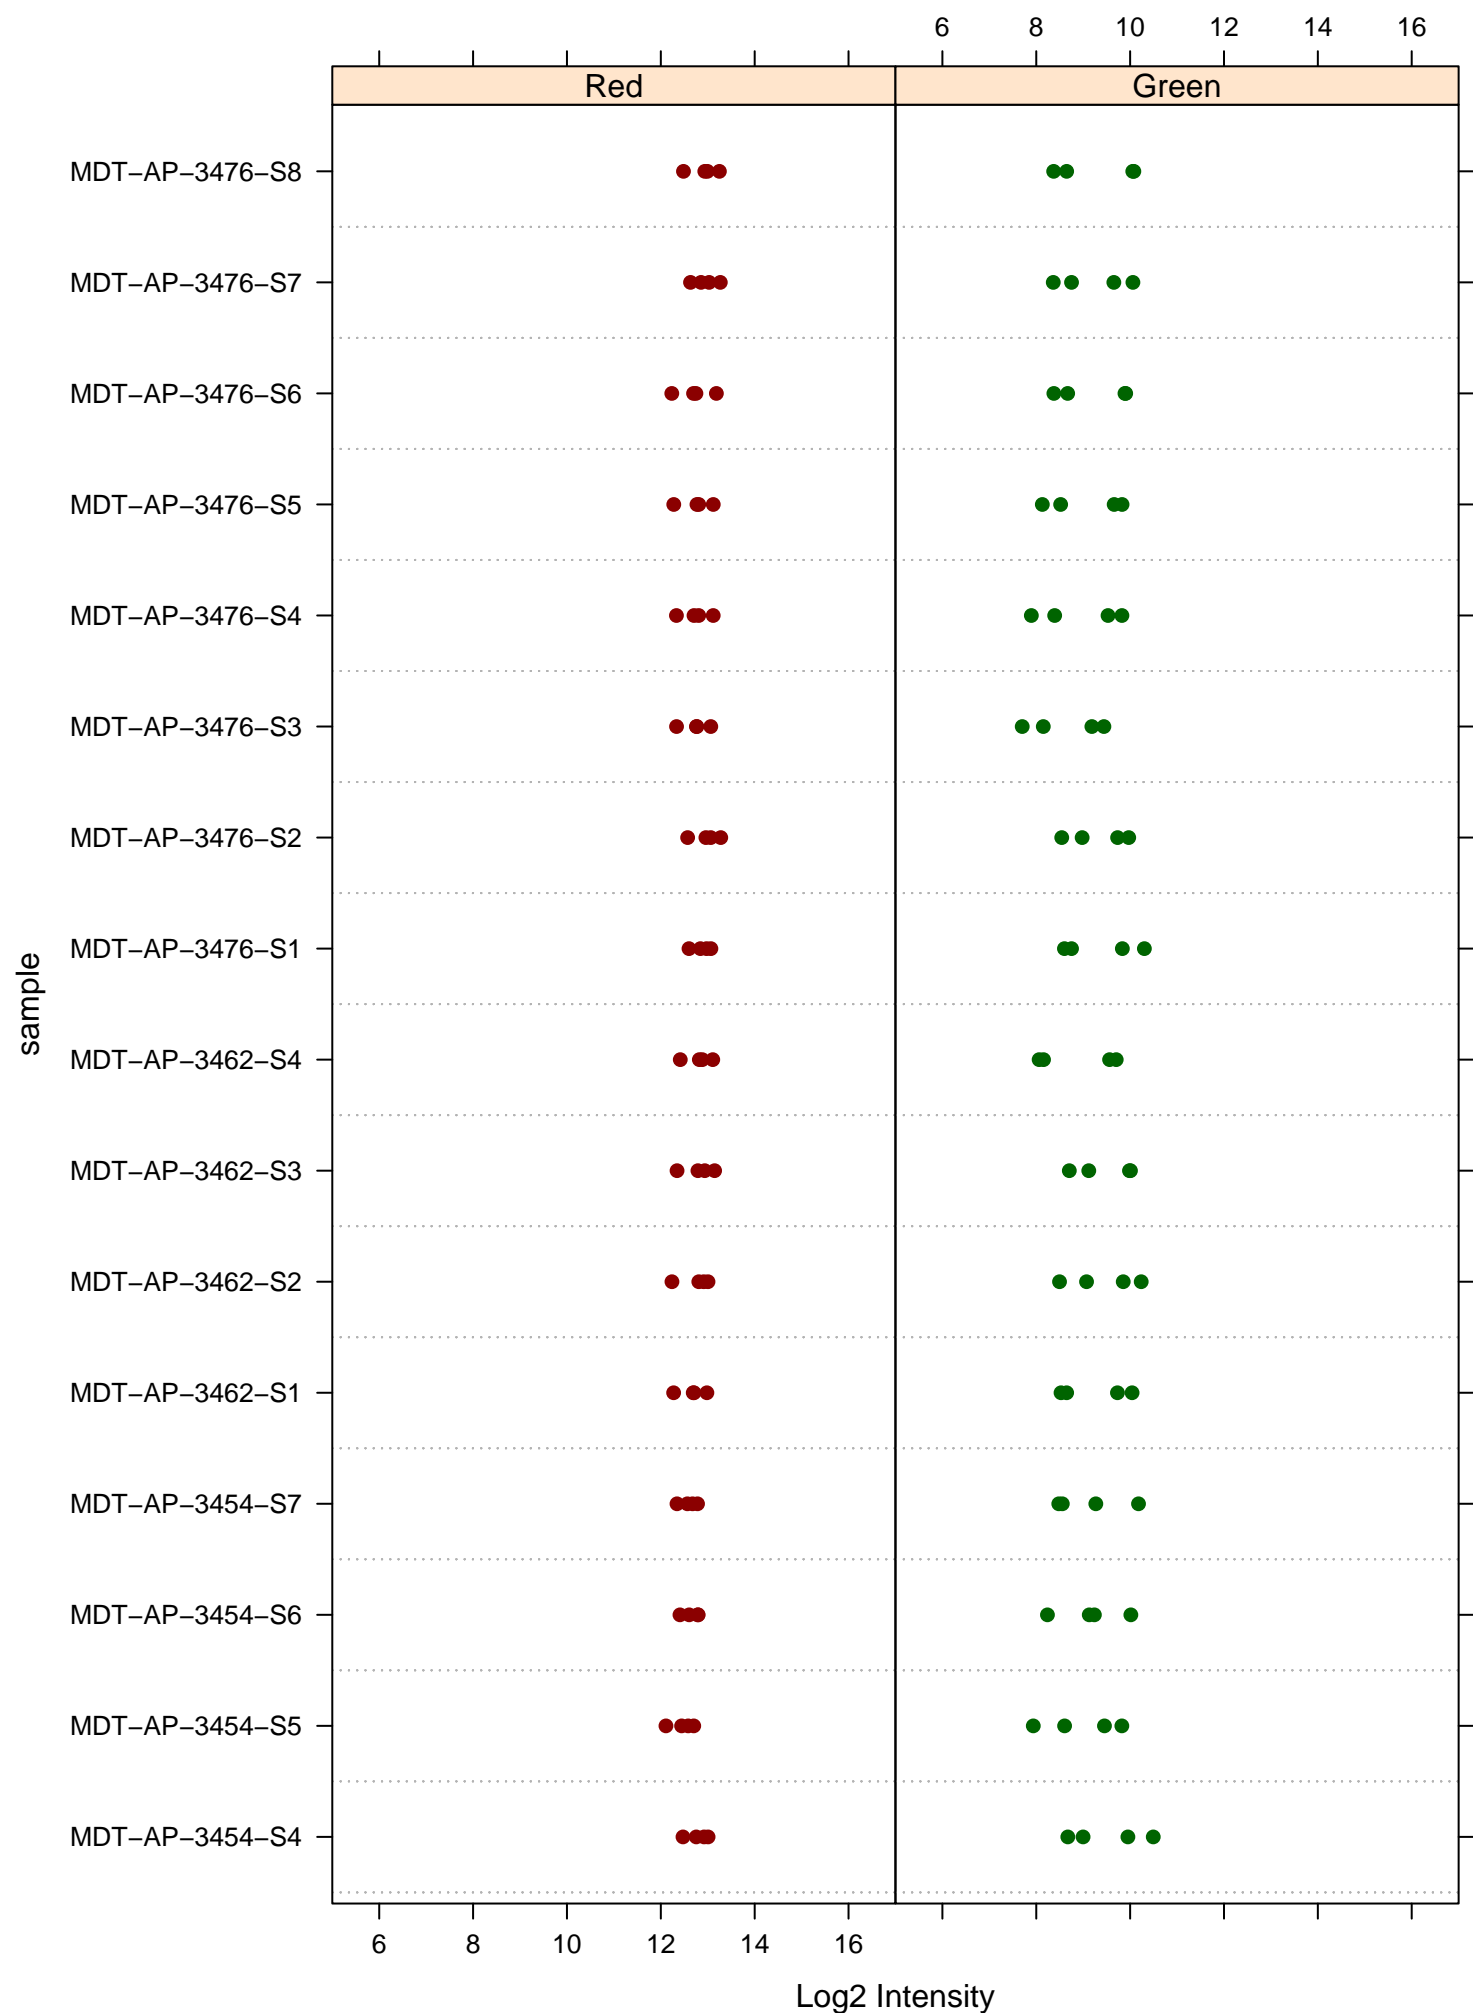 6 8 10 12 14 16
Red Green
MDT−AP−3476−S8
MDT−AP−3476−S7
MDT−AP−3476−S6
MDT−AP−3476−S5
MDT−AP−3476−S4
MDT−AP−3476−S3
MDT−AP−3476−S2
MDT−AP−3476−S1
sample
MDT−AP−3462−S4
MDT−AP−3462−S3
MDT−AP−3462−S2
MDT−AP−3462−S1
MDT−AP−3454−S7
MDT−AP−3454−S6
MDT−AP−3454−S5
MDT−AP−3454−S4
6 8 10 12 14 16
Log2 Intensity